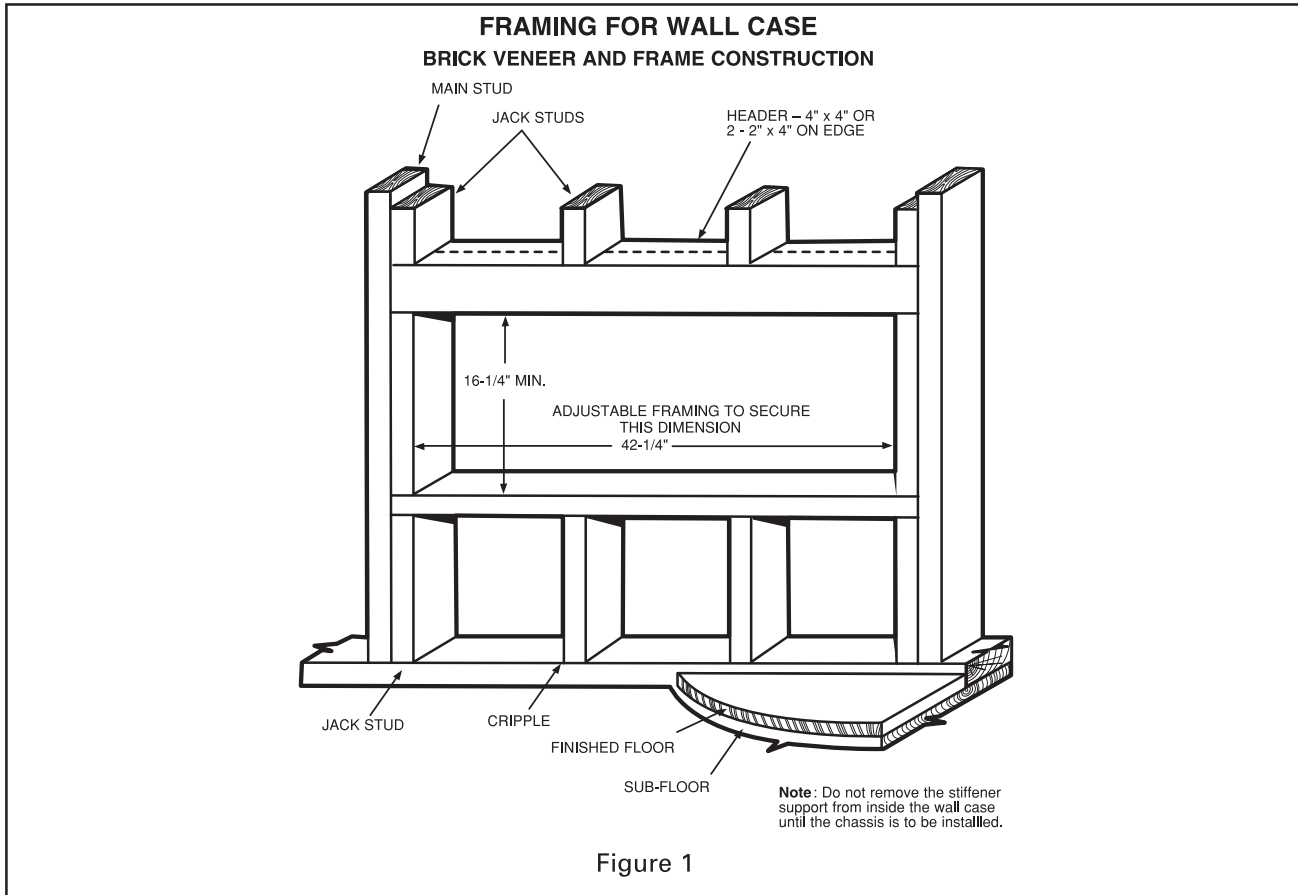 FRAMING FOR WALL CASE
BRICK VENEER AND FRAME CONSTRUCTION
MAIN STUD
JACK STUDS
HEADER – 4" x 4" OR
2 - 2" x 4" ON EDGE
16-1/4" MIN.
ADJUSTABLE FRAMING TO SECURE
THIS DIMENSION
42-1/4"
JACK STUD
CRIPPLE
FINISHED FLOOR
SUB-FLOOR
Note: Do not remove the stiffener
support from inside the wall case
until the chassis is to be installled.
Figure 1